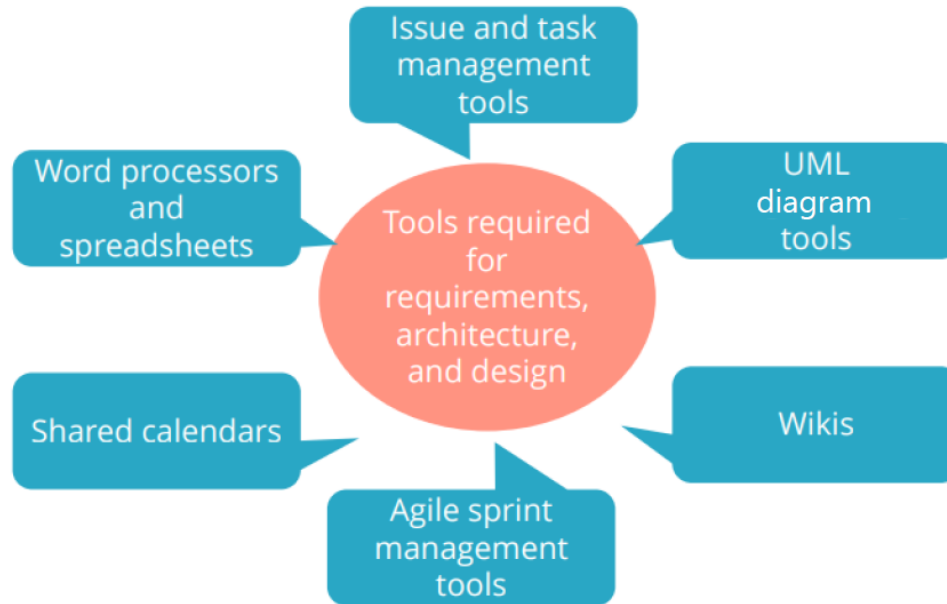 Issue and task
management
tools
Word processors
and
spreadsheets
UML
diagram
tools
Tools required
for
requirements,
architecture,
and design
Shared calendars
Wikis
Agile sprint
management
tools